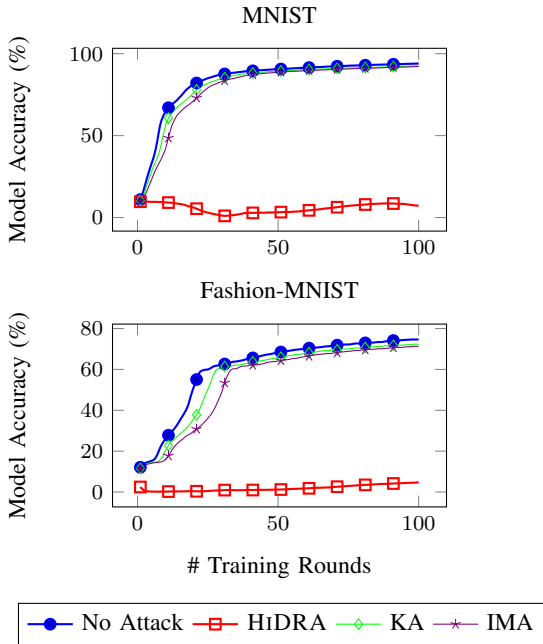 MNIST
Model Accuracy (%)
100
50
0
0 50 100
Fashion-MNIST
Model Accuracy (%)
80
60
40
20
0
0 50 100
# Training Rounds
No Attack HIDRA KA IMA